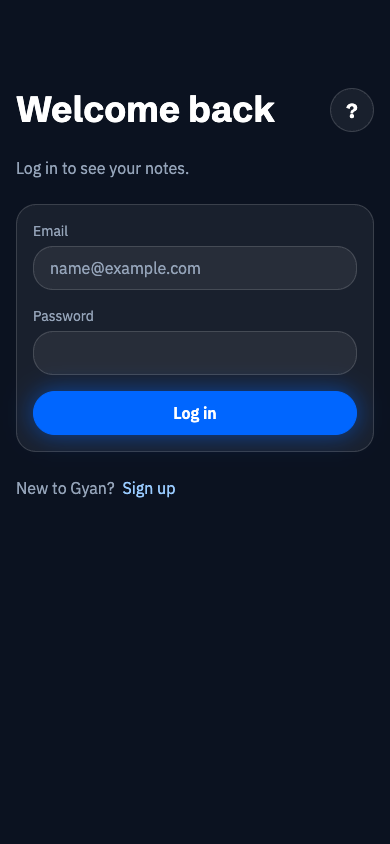 Welcome back
?
Log in to see your notes.
Email
name@example.com
Password
Log in
New to Gyan? Sign up